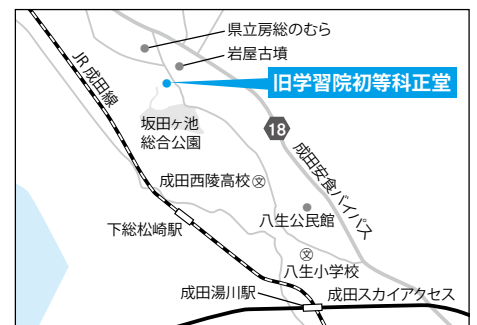 県立房総のむら
岩屋古墳
旧学習院初等科正堂
JR成田線
坂田ヶ池
総合公園
18
成田安食バイパス
成田西陵高校
文
八生公民館
下総松崎駅
文
八生小学校
成田湯川駅
成田スカイアクセス